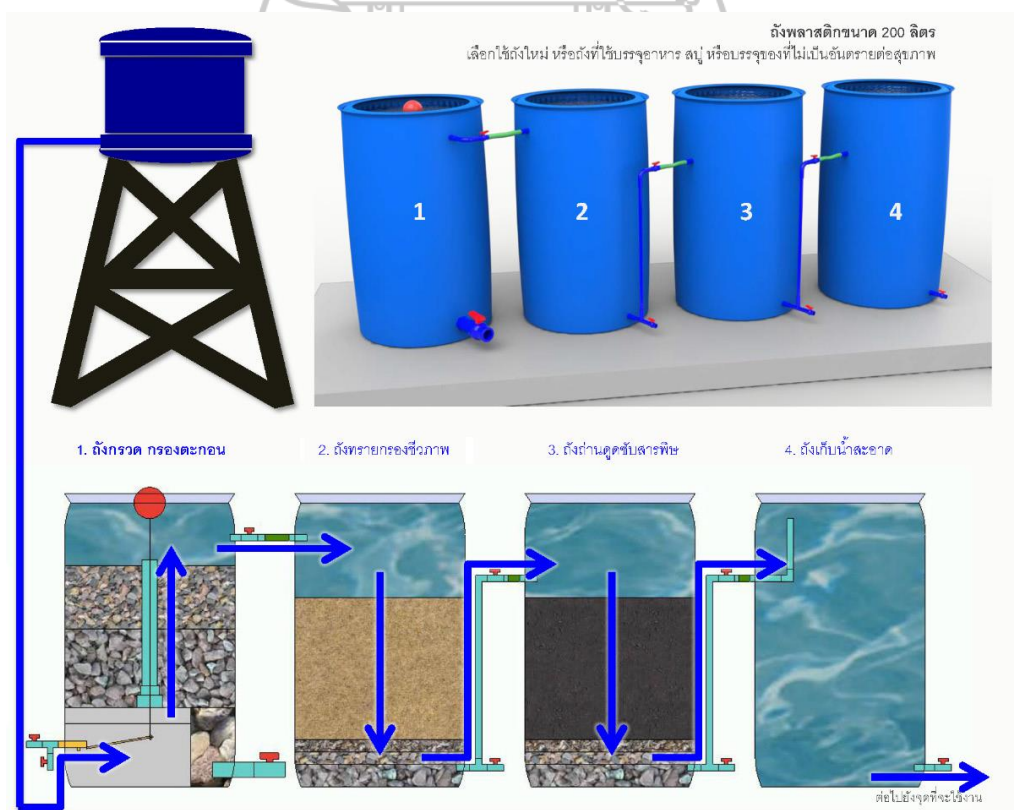 ถังพลาสติกขนาด 200 ลิตร
เลือกใช้ถังใหม่ หรือถังที่ใช้บรรจุอาหาร สบู่ หรือบรรจุของที่ไม่เป็นอันตรายต่อสุขภาพ
1
2
3
4
1. ถังกรวด กรองตะกอน
2. ถังทรายกรองชีวภาพ
3. ถังถ่านดูดซับสารพิษ
4. ถังเก็บน้ำสะอาด
ต่อไปยังจุดที่จะใช้งาน